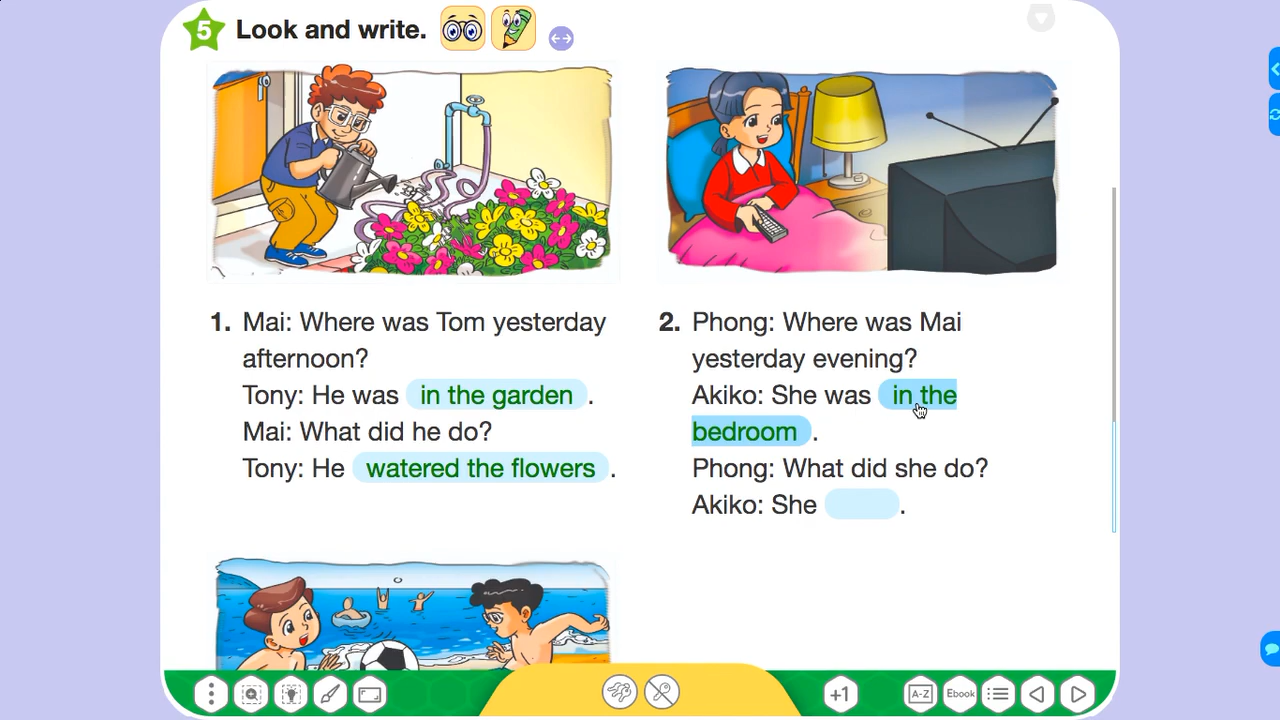 5 Look and write.
1. Mai: Where was Tom yesterday
afternoon?
Tony: He was in the garden .
Mai: What did he do?
Tony: He watered the flowers .
2. Phong: Where was Mai
yesterday evening?
Akiko: She was in the
bedroom .
Phong: What did she do?
Akiko: She .
+1 A-Z Ebook